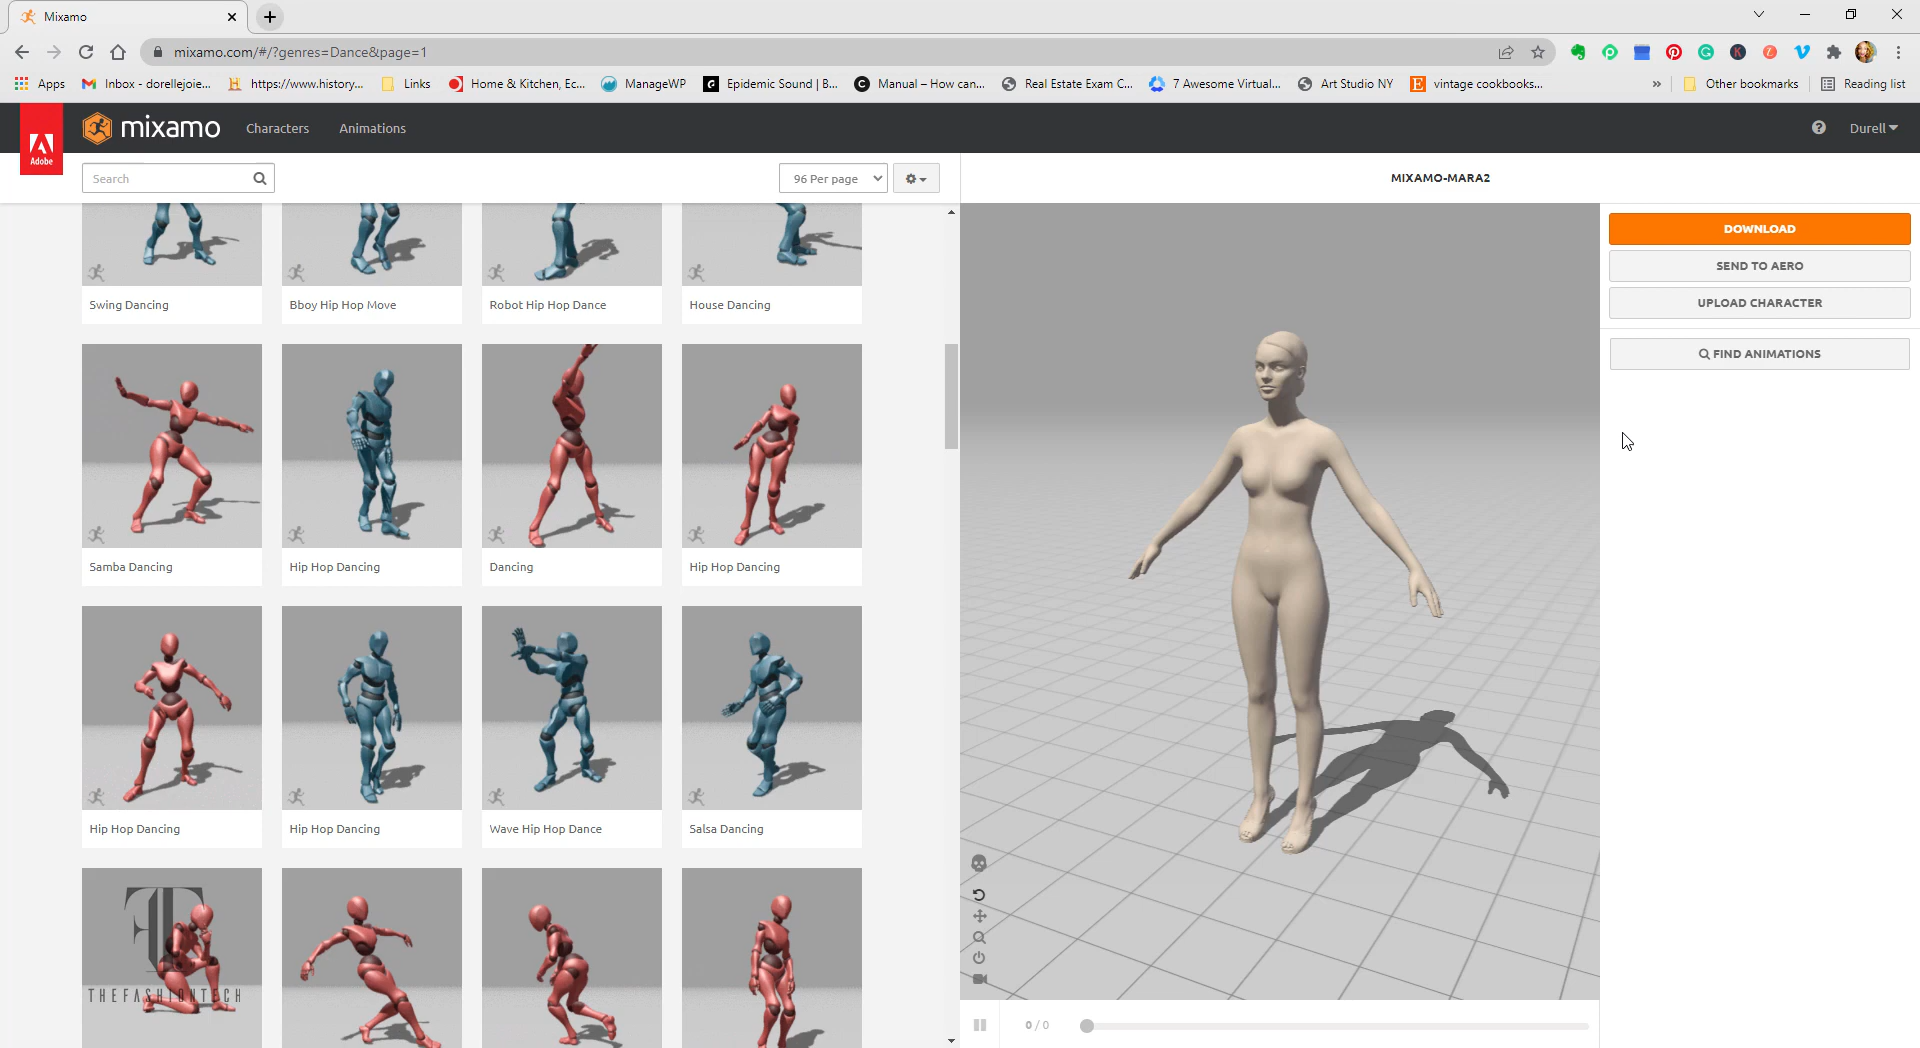 Mixamo
mixamo.com/#/?genres=Dance&page=1
Apps
Inbox - dorellejoie...
https://www.history...
Links
Home & Kitchen, Ec...
ManageWP
Epidemic Sound | B...
Manual – How can...
Real Estate Exam C...
7 Awesome Virtual...
Art Studio NY
vintage cookbooks...
»
Other bookmarks
Reading list
Adobe
mixamo
Characters
Animations
Durell
Search
96 Per page
MIXAMO-MARA2
DOWNLOAD
SEND TO AERO
UPLOAD CHARACTER
FIND ANIMATIONS
Swing Dancing
Bboy Hip Hop Move
Robot Hip Hop Dance
House Dancing
Samba Dancing
Hip Hop Dancing
Dancing
Hip Hop Dancing
Hip Hop Dancing
Hip Hop Dancing
Wave Hip Hop Dance
Salsa Dancing
THEFASHIONTECH
0 / 0